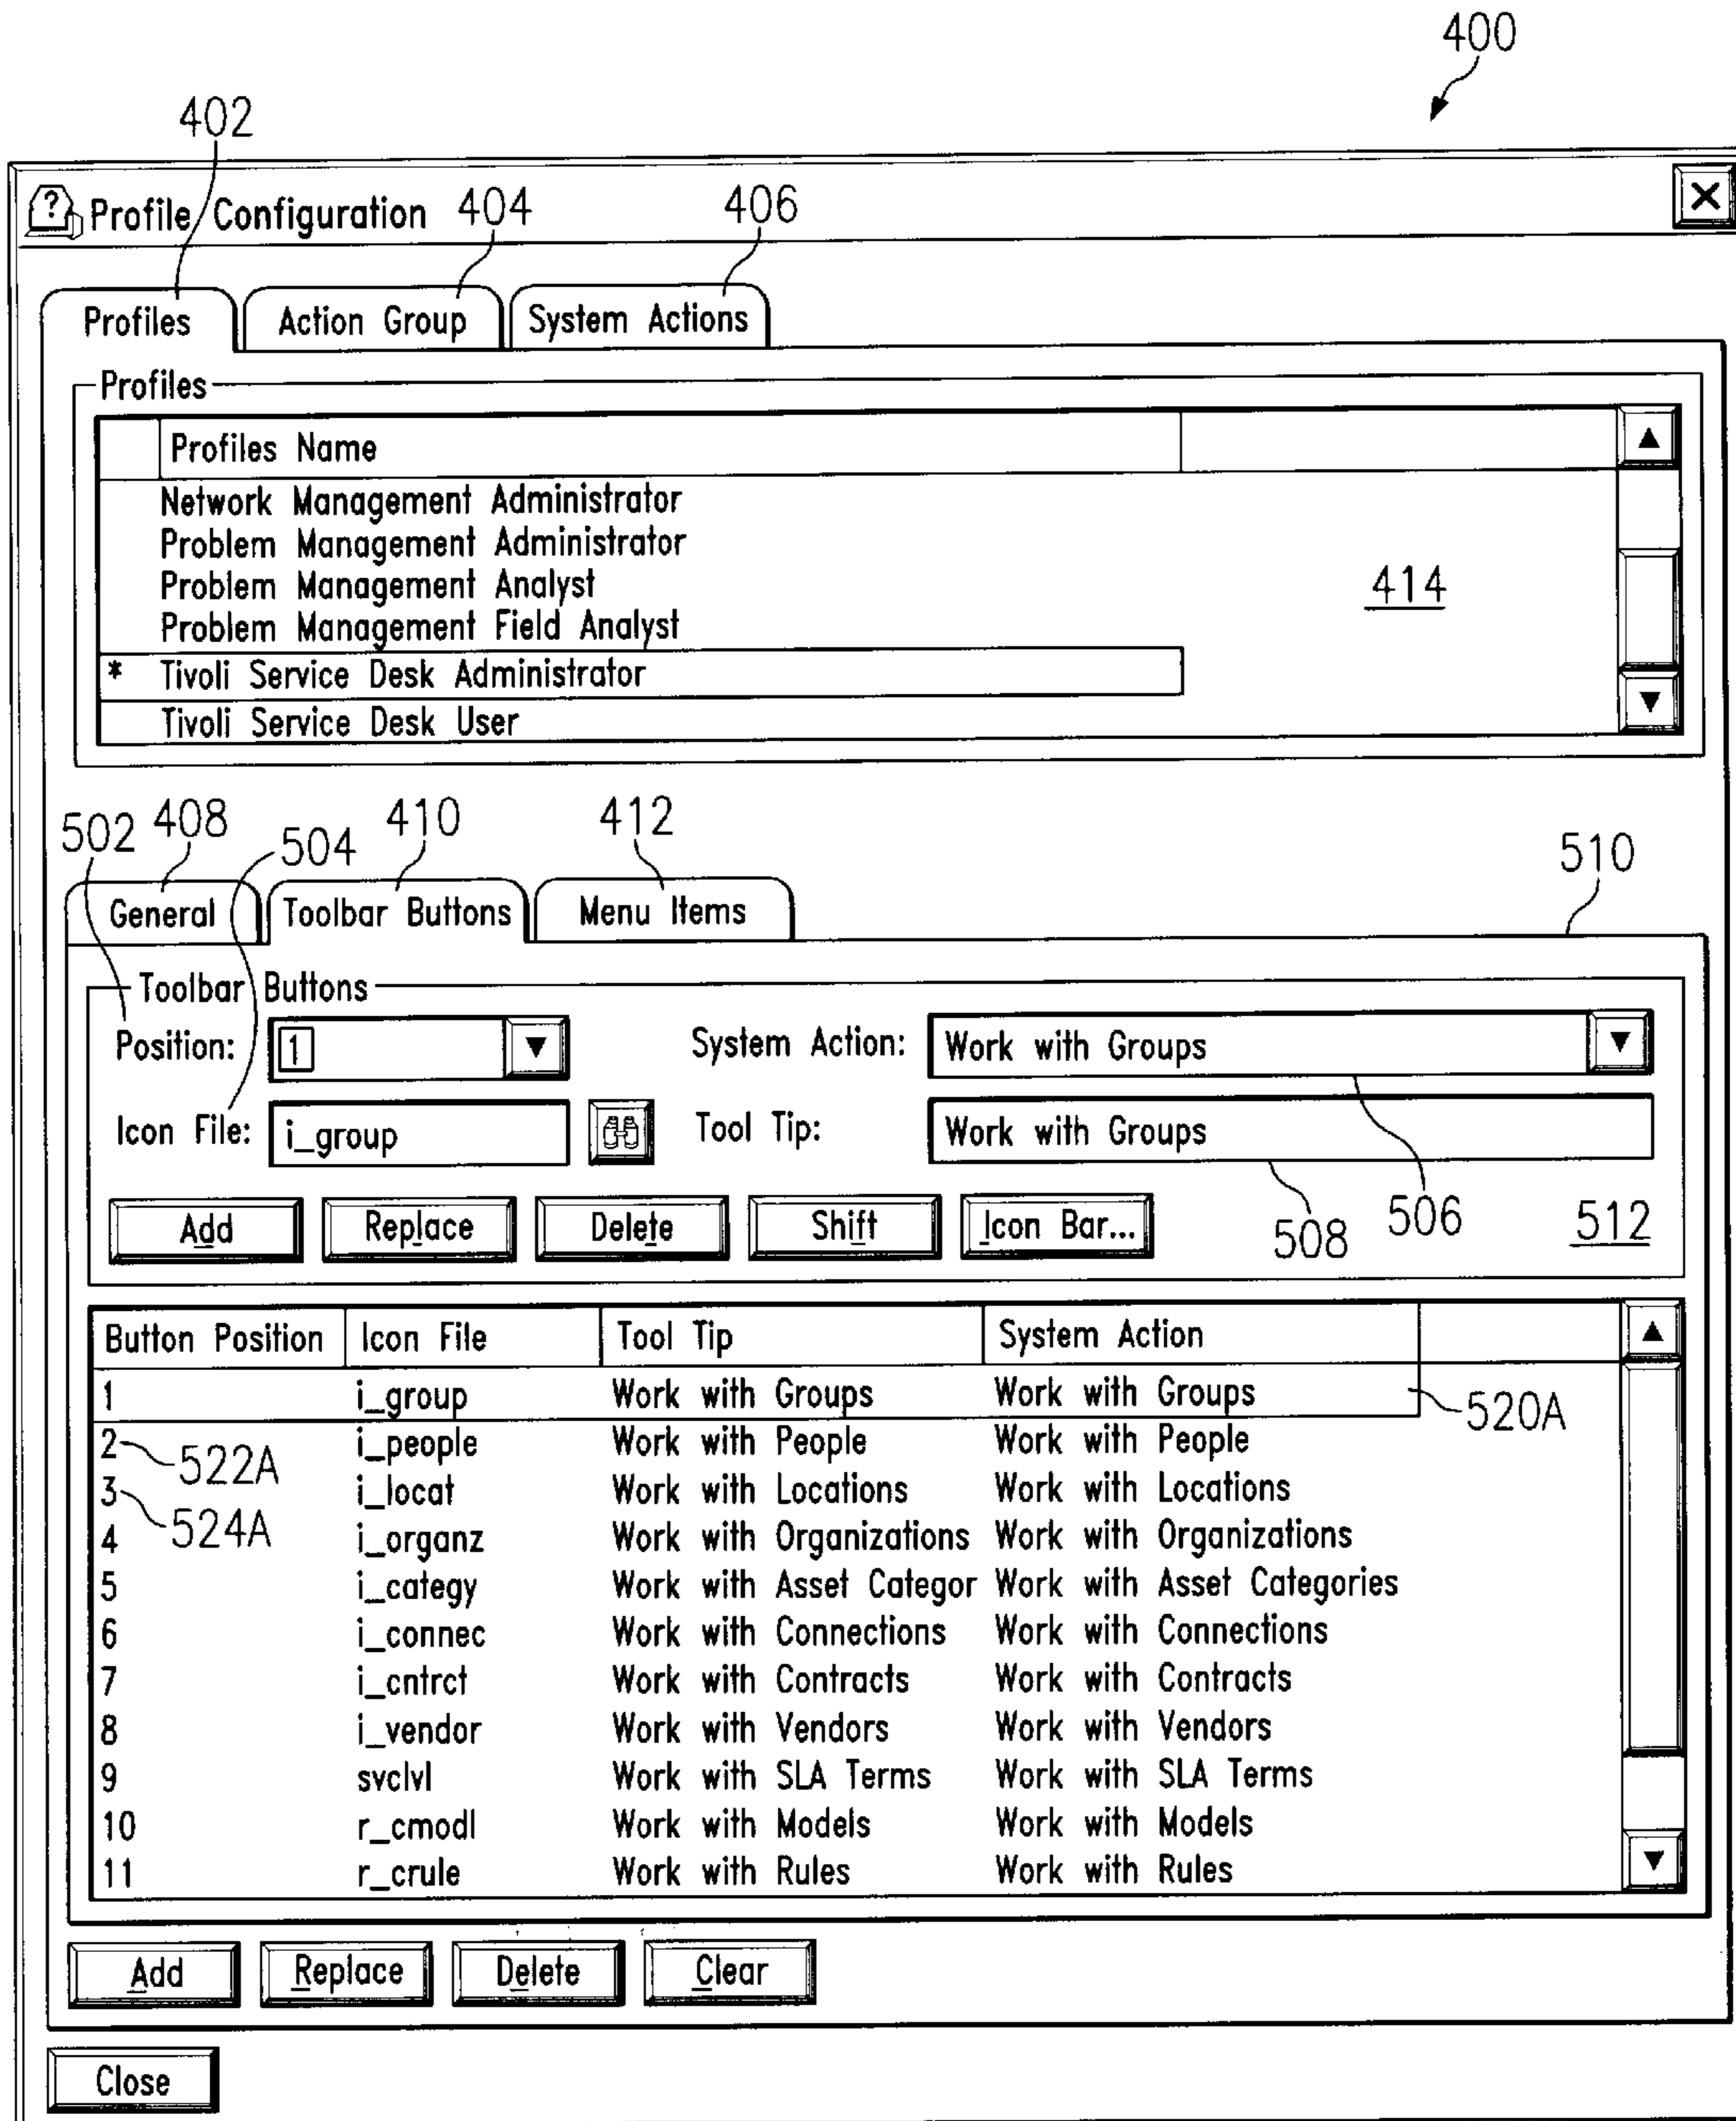 400
402
Profile Configuration 404 406
Profiles Action Group System Actions
Profiles
Profiles Name
Network Management Administrator
Problem Management Administrator
Problem Management Analyst
414
Problem Management Field Analyst
* Tivoli Service Desk Administrator
Tivoli Service Desk User
502 408 504 410 412 510
General Toolbar Buttons Menu Items
Toolbar Buttons
Position: 1 System Action: Work with Groups
Icon File: i_group Tool Tip: Work with Groups
Add Replace Delete Shift Icon Bar... 508 506 512
Button Position Icon File Tool Tip System Action
1 i_group Work with Groups Work with Groups 520A
2 i_people Work with People Work with People
522A
3 i_locat Work with Locations Work with Locations
524A
4 i_organz Work with Organizations Work with Organizations
5 i_categy Work with Asset Categor Work with Asset Categories
6 i_connec Work with Connections Work with Connections
7 i_cntrct Work with Contracts Work with Contracts
8 i_vendor Work with Vendors Work with Vendors
9 svclvl Work with SLA Terms Work with SLA Terms
10 r_cmodl Work with Models Work with Models
11 r_crule Work with Rules Work with Rules
Add Replace Delete Clear
Close